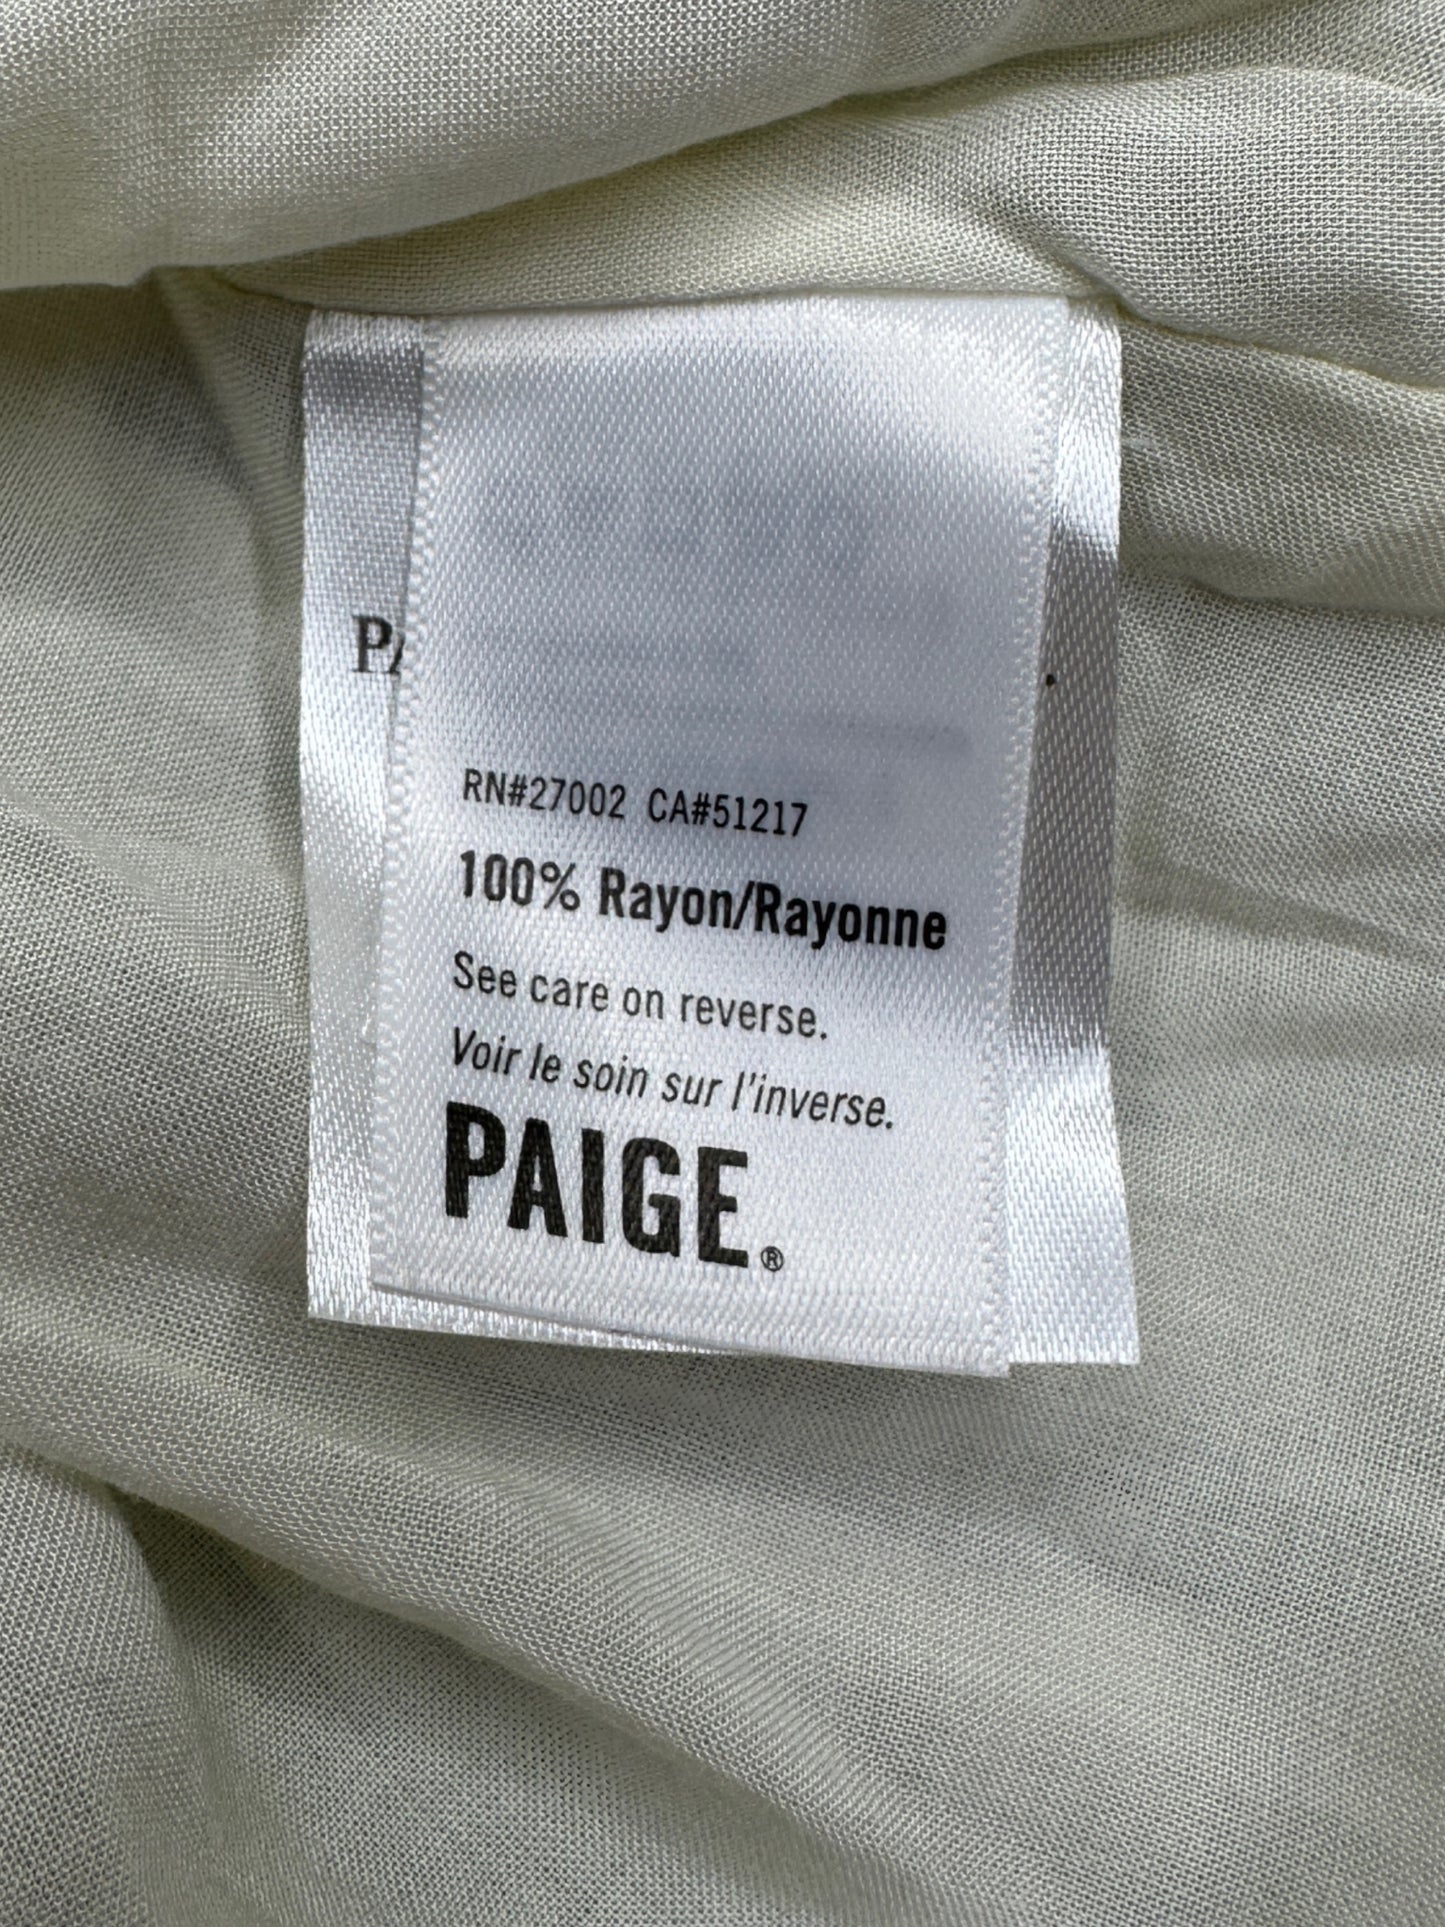 RN#27002 CA#51217
100% Rayon/Rayonne
See care on reverse.
Voir le soin sur l'inverse.
PAIGE®